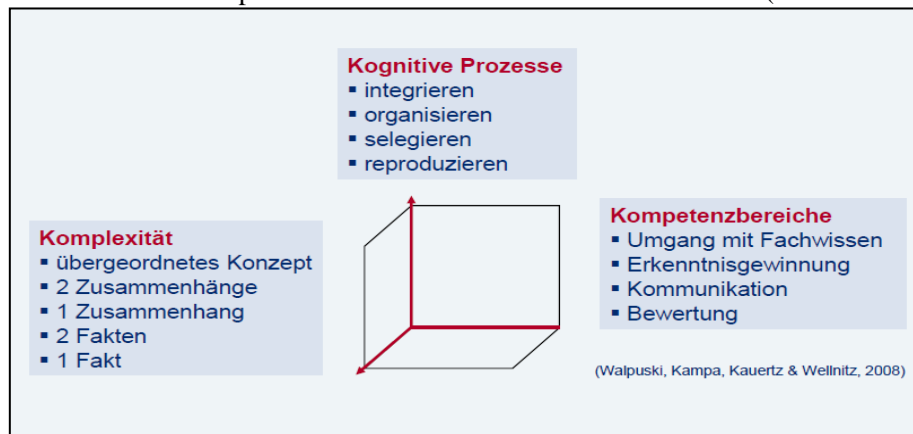 Kognitive Prozesse
▪ integrieren
▪ organisieren
▪ selegieren
▪ reproduzieren
Komplexität
▪ übergeordnetes Konzept
▪ 2 Zusammenhänge
▪ 1 Zusammenhang
▪ 2 Fakten
▪ 1 Fakt
Kompetenzbereiche
▪ Umgang mit Fachwissen
▪ Erkenntnisgewinnung
▪ Kommunikation
▪ Bewertung
(Walpuski, Kampa, Kauertz & Wellnitz, 2008)